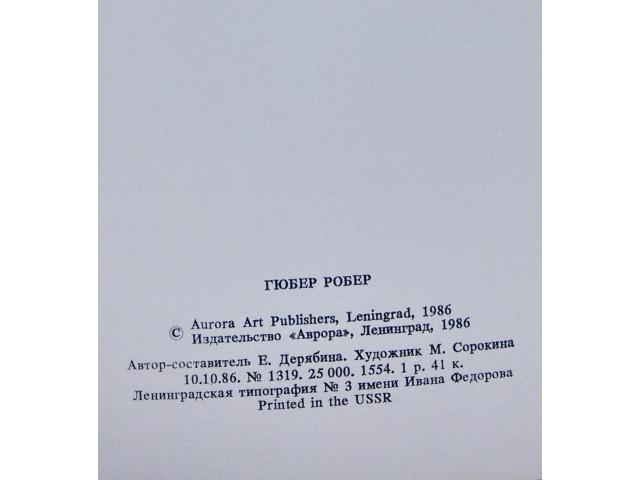 ГЮБЕР РОБЕР
© Aurora Art Publishers, Leningrad, 1986
Издательство «Аврора», Ленинград, 1986
Автор-составитель Е. Дерябина. Художник М. Сорокина
10.10.86. № 1319. 25 000. 1554. 1 р. 41 к.
Ленинградская типография № 3 имени Ивана Федорова
Printed in the USSR